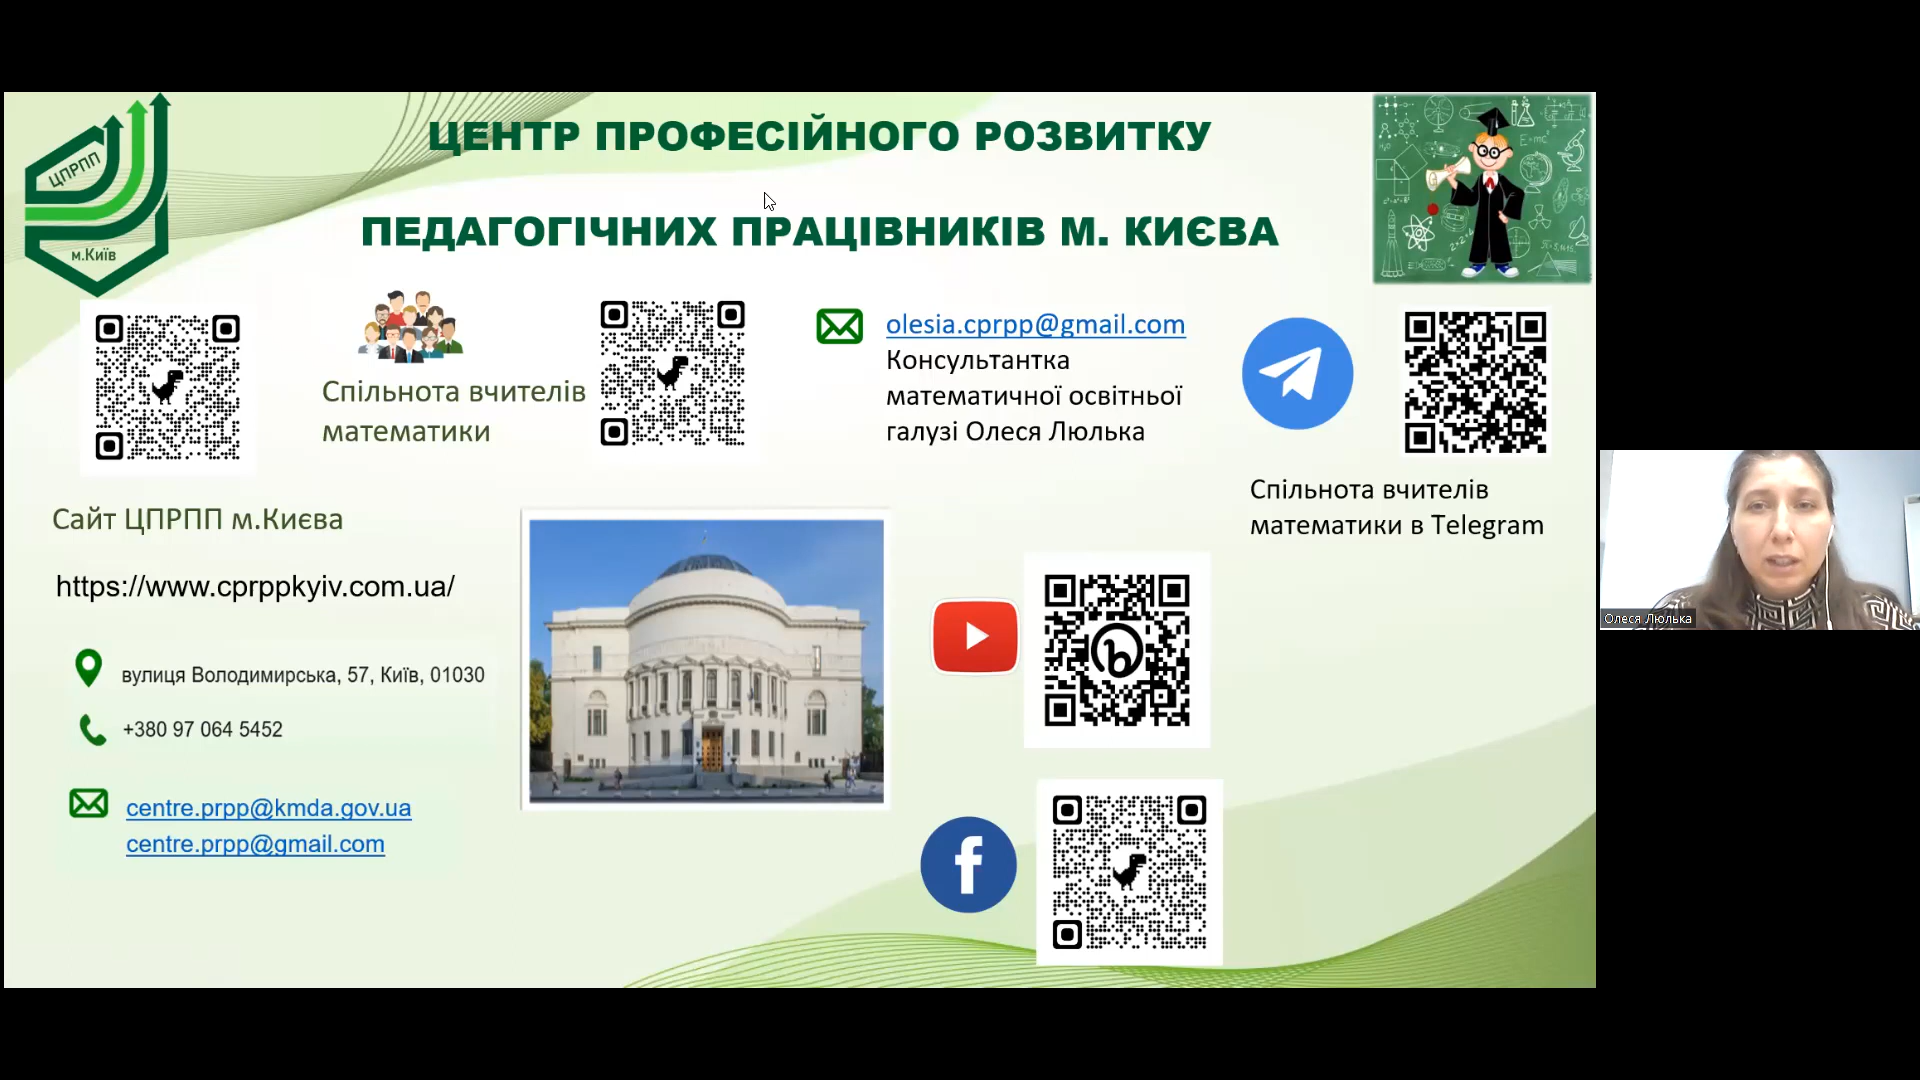 ЦПРПП
м.Київ
ЦЕНТР ПРОФЕСІЙНОГО РОЗВИТКУ
ПЕДАГОГІЧНИХ ПРАЦІВНИКІВ М. КИЄВА
Спільнота вчителів
математики
olesia.cprpp@gmail.com
Консультантка
математичної освітньої
галузі Олеся Люлька
Спільнота вчителів
математики в Telegram
Сайт ЦПРПП м.Києва
https://www.cprppkyiv.com.ua/
вулиця Володимирська, 57, Київ, 01030
+380 97 064 5452
centre.prpp@kmda.gov.ua
centre.prpp@gmail.com
Олеся Люлька